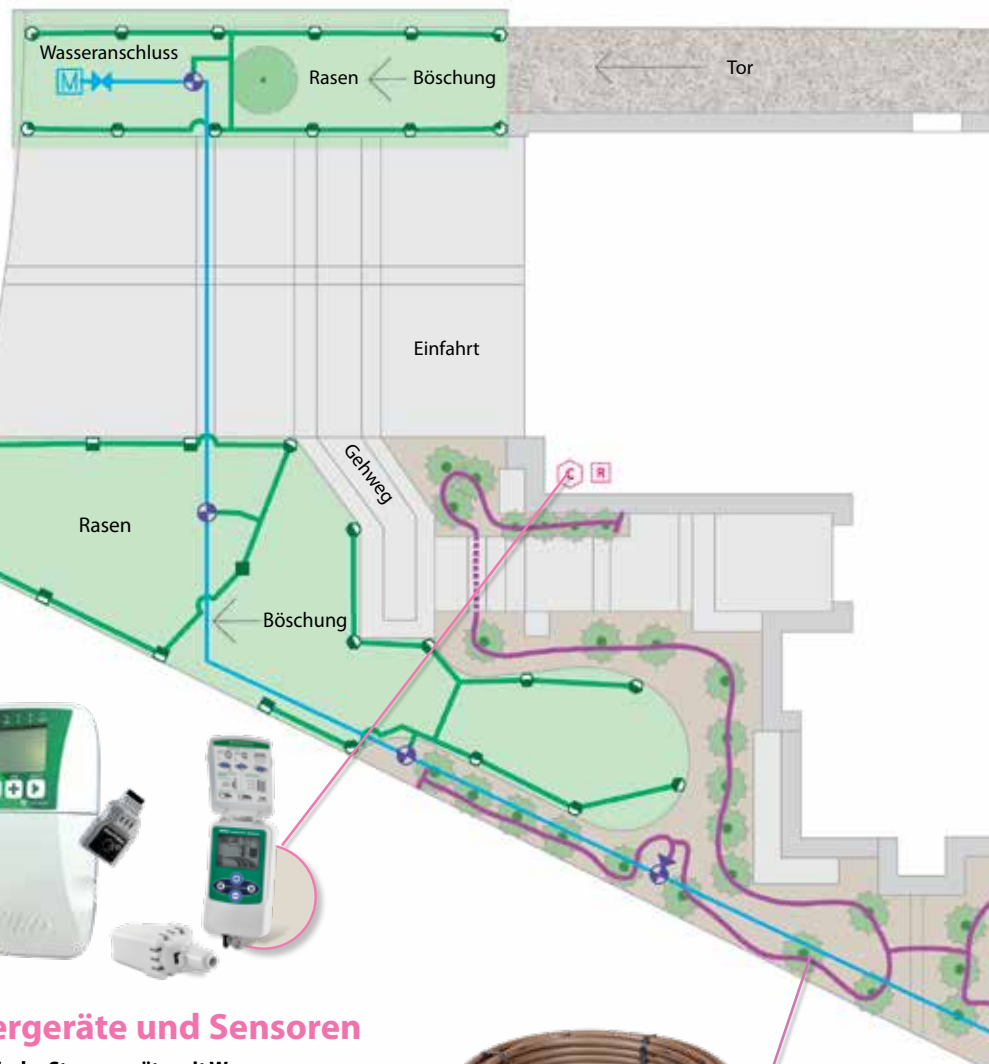 Wasseranschluss
M
Rasen
Böschung
Tor
Einfahrt
Gehweg
C
R
Rasen
Böschung
ergeräte und Sensoren